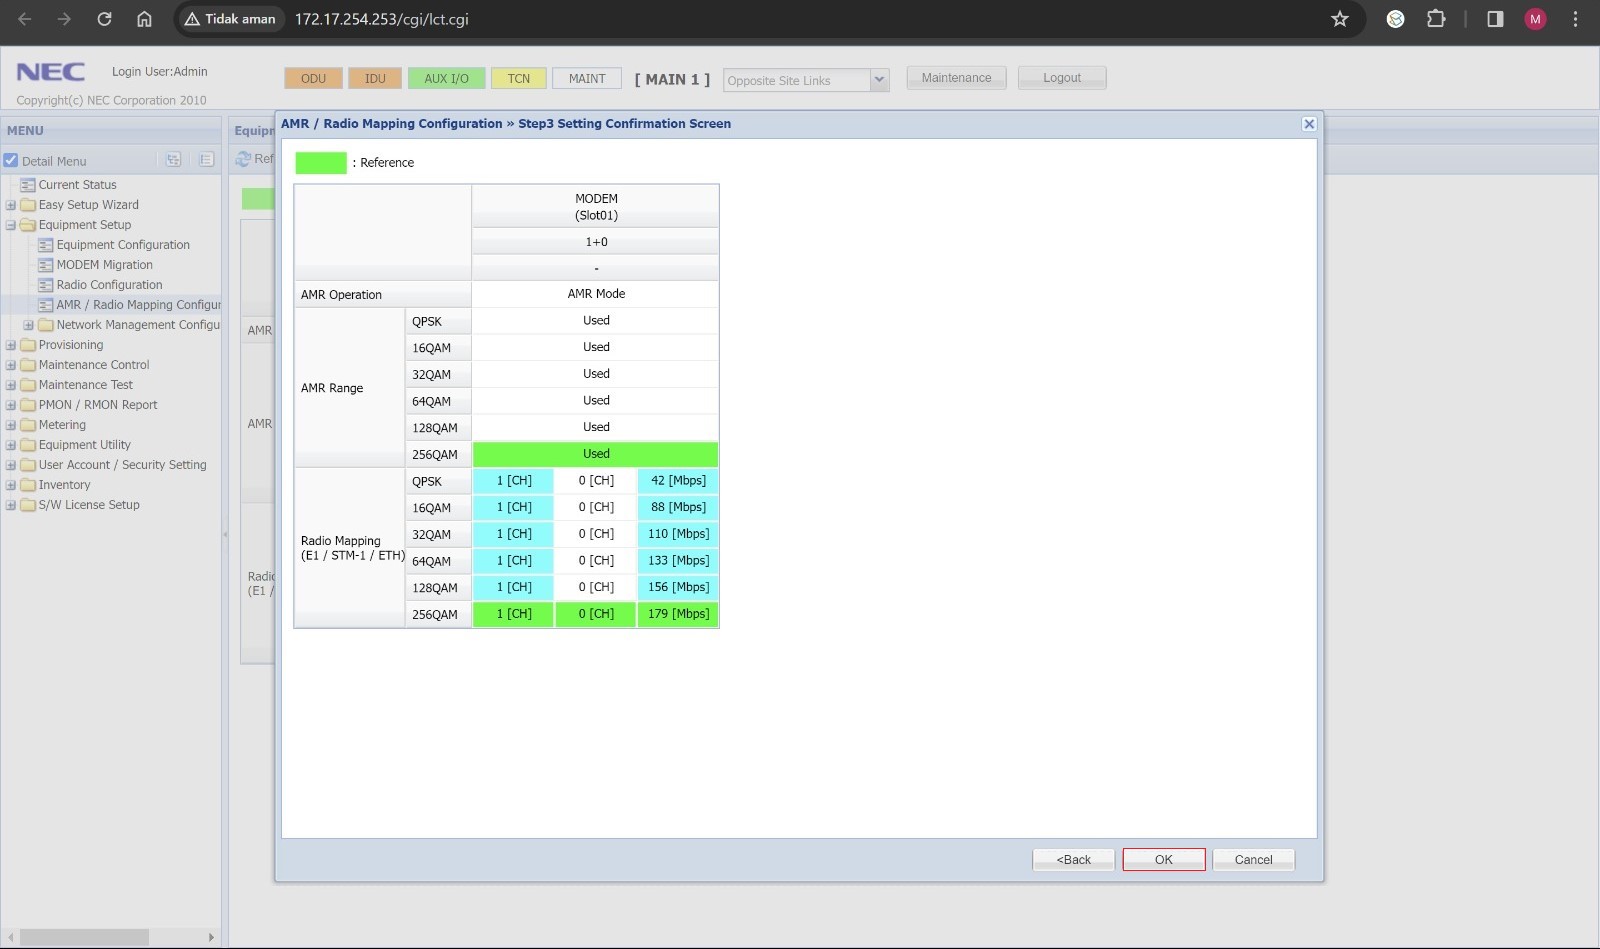 Tidak aman 172.17.254.253/cgi/lct.cgi M
NEC Login User:Admin
Copyright(c) NEC Corporation 2010
ODU IDU AUX I/O TCN MAINT [ MAIN 1 ] Opposite Site Links Maintenance Logout
MENU
Detail Menu
Current Status
Easy Setup Wizard
Equipment Setup
Equipment Configuration
MODEM Migration
Radio Configuration
AMR / Radio Mapping Configur
Network Management Configu
Provisioning
Maintenance Control
Maintenance Test
PMON / RMON Report
Metering
Equipment Utility
User Account / Security Setting
Inventory
S/W License Setup
Equipn
Ref
AMR
AMR
Radic
(E1 /
AMR / Radio Mapping Configuration » Step3 Setting Confirmation Screen
: Reference
MODEM
(Slot01)
1+0
-
AMR Operation AMR Mode
AMR Range
QPSK Used
16QAM Used
32QAM Used
64QAM Used
128QAM Used
256QAM Used
Radio Mapping
(E1 / STM-1 / ETH)
QPSK 1 [CH] 0 [CH] 42 [Mbps]
16QAM 1 [CH] 0 [CH] 88 [Mbps]
32QAM 1 [CH] 0 [CH] 110 [Mbps]
64QAM 1 [CH] 0 [CH] 133 [Mbps]
128QAM 1 [CH] 0 [CH] 156 [Mbps]
256QAM 1 [CH] 0 [CH] 179 [Mbps]
<Back OK Cancel